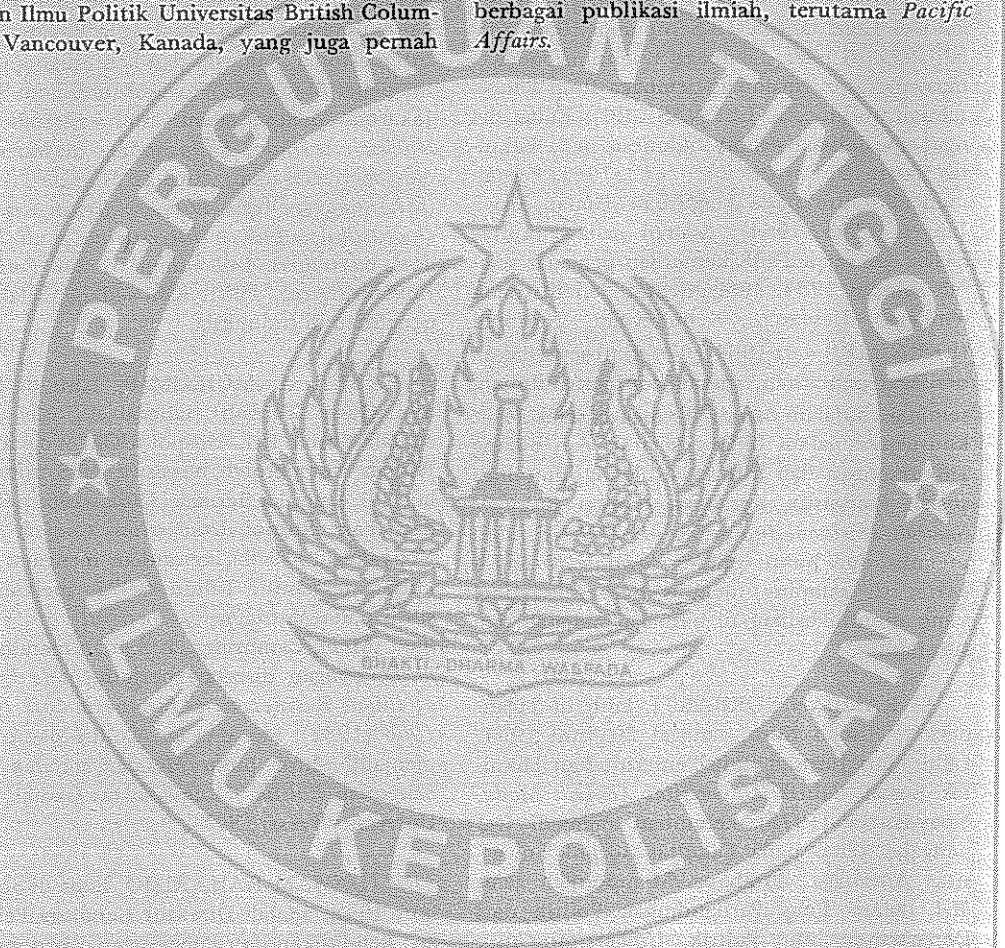 n Ilmu Politik Universitas British Colum-
Vancouver, Kanada, yang juga pernah
berbagai publikasi ilmiah, terutama Pacific
Affairs.
PERGURUAN TINGGI
BHAKTI DHARMA WASPADA
ILMU KEPOLISIAN